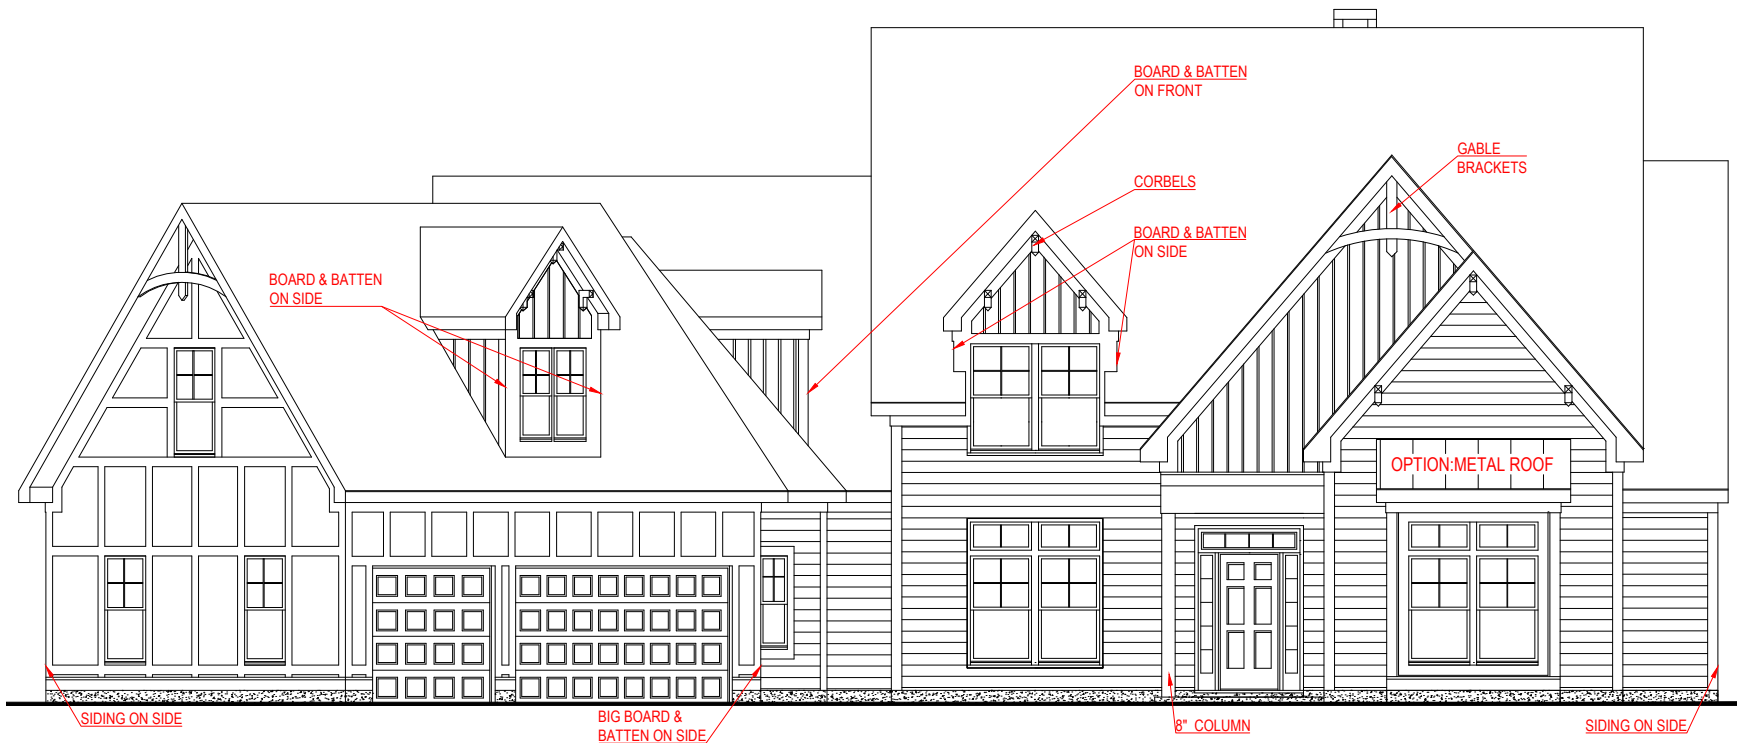 BOARD & BATTEN
ON FRONT
GABLE
BRACKETS
CORBELS
BOARD & BATTEN
ON SIDE
BOARD & BATTEN
ON SIDE
OPTION:METAL ROOF
SIDING ON SIDE
BIG BOARD &
BATTEN ON SIDE
8" COLUMN
SIDING ON SIDE